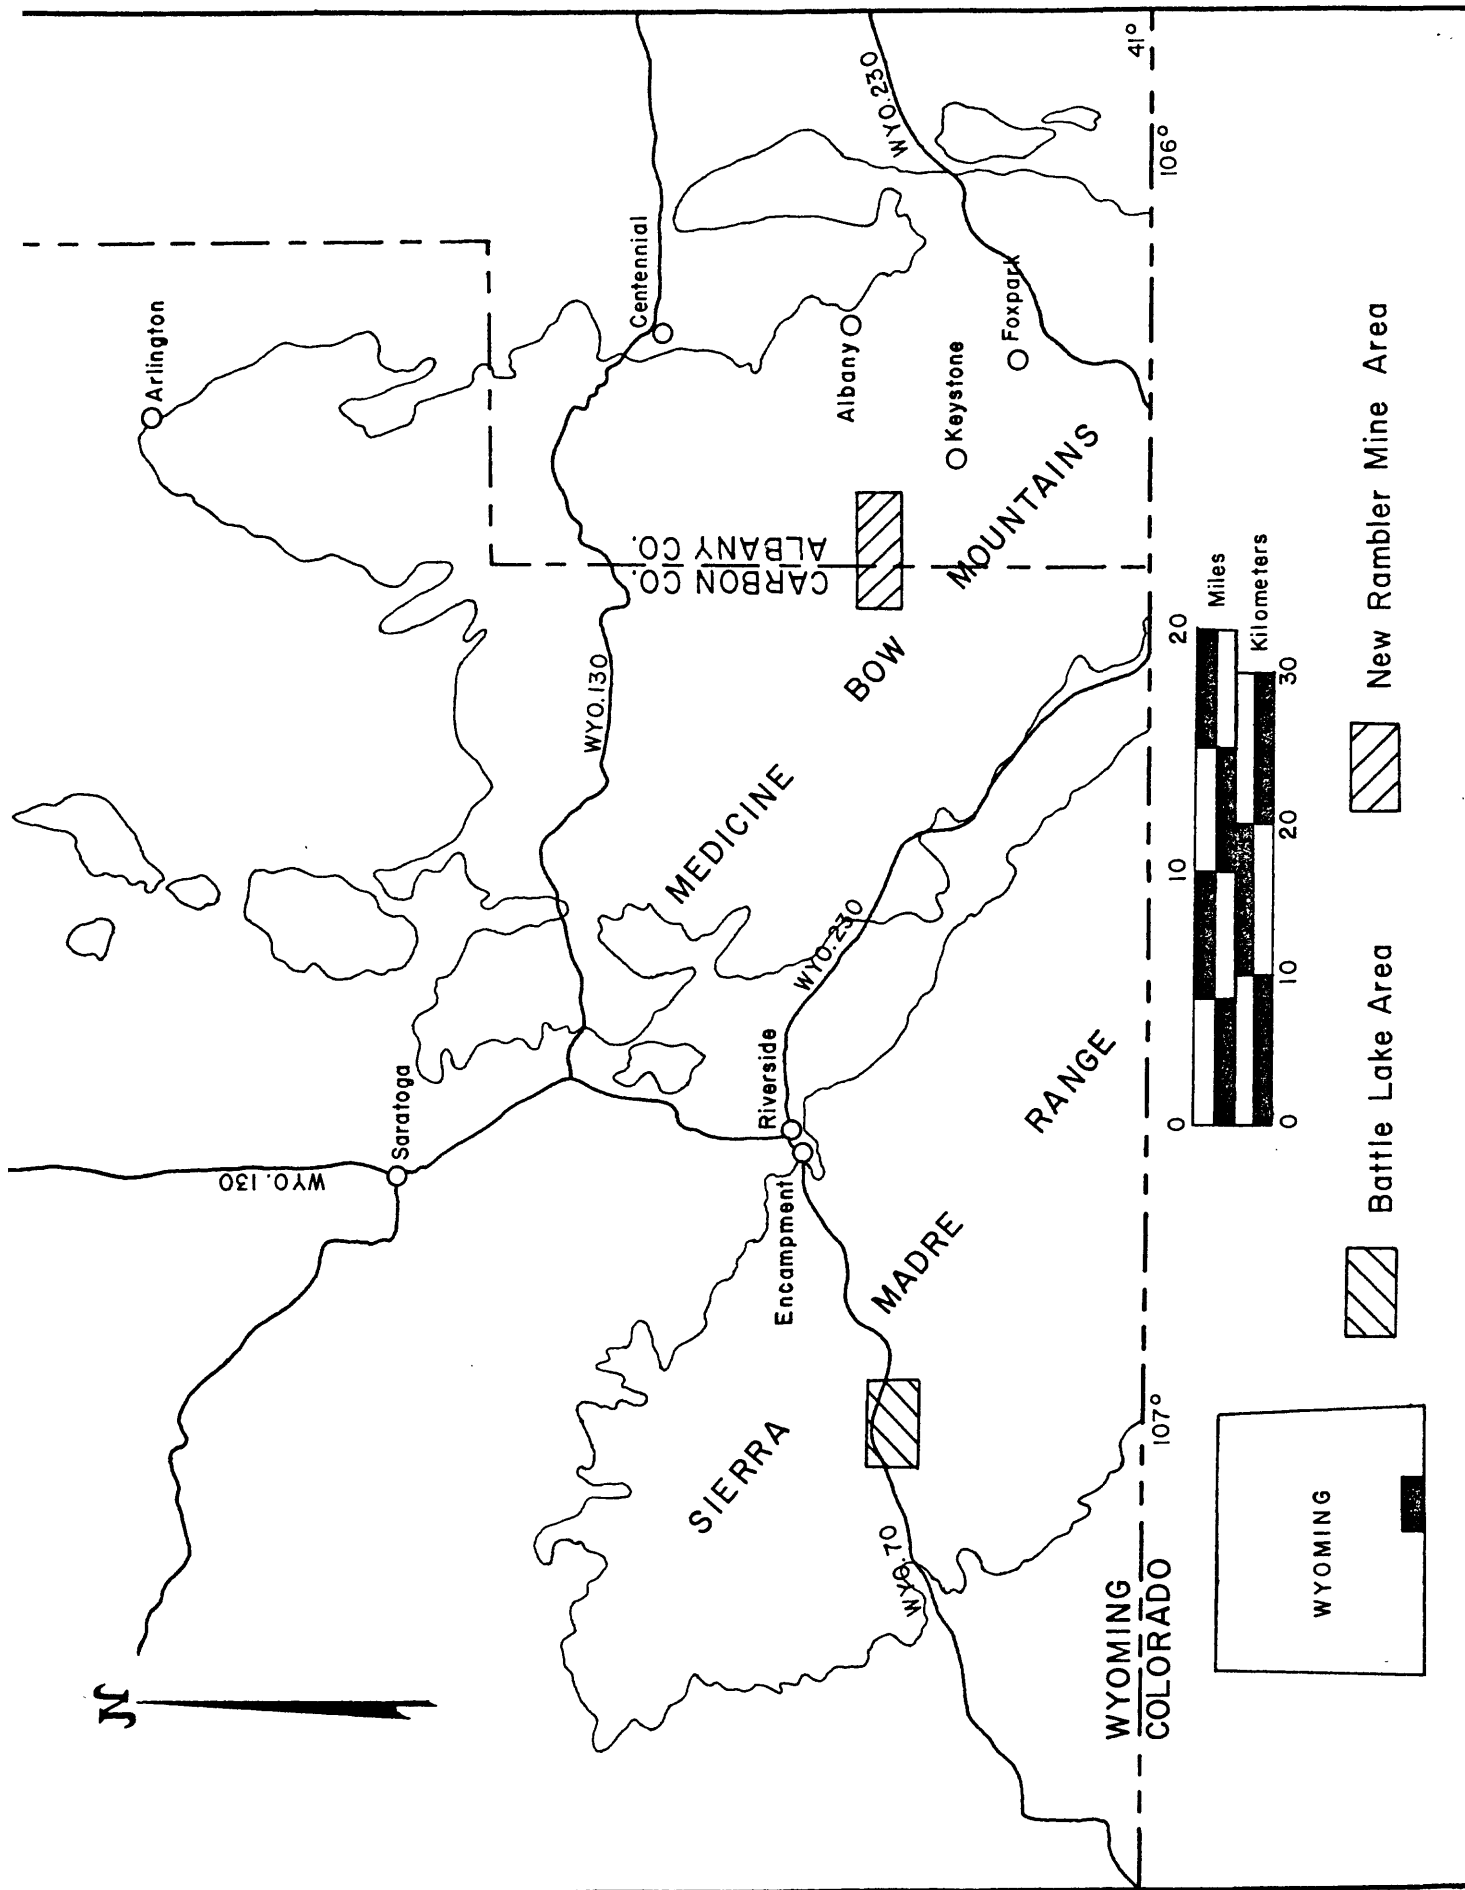 N
Arlington
Saratoga
WYO.130
WYO.130
Centennial
CARBON CO.
ALBANY CO.
Albany
Keystone
Foxpark
WYO.230
Riverside
Encampment
WYO.230
WYO.70
MEDICINE
BOW
MOUNTAINS
SIERRA
MADRE
RANGE
WYOMING
COLORADO
107°
106°
41°
0
10
20
Miles
Kilometers
0
10
20
30
WYOMING
Battle Lake Area
New Rambler Mine Area